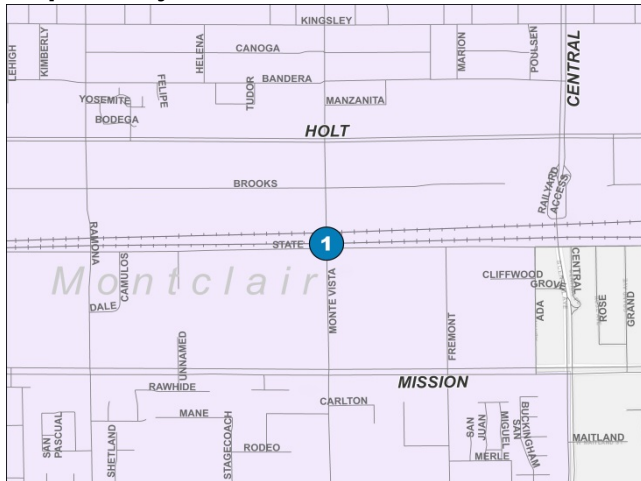 KINGSLEY
LEHIGH
KIMBERLY
CANOGA
HELENA
MARION
POULSEN
CENTRAL
BANDERA
FELIPE
TUDOR
YOSEMITE
BODEGA
MANZANITA
HOLT
BROOKS
RAILYARD
ACCESS
RAMONA
STATE
1
Montclair
CAMULOS
DALE
MONTE VISTA
FREMONT
CLIFFWOOD
GROVE
CENTRAL
ADA
ROSE
GRAND
UNNAMED
MISSION
RAWHIDE
MANE
CARLTON
SAN
PASCUAL
SHETLAND
STAGECOACH
RODEO
SAN
JUAN
MIGUEL
SAN
BUCKINGHAM
MERLE
MAITLAND